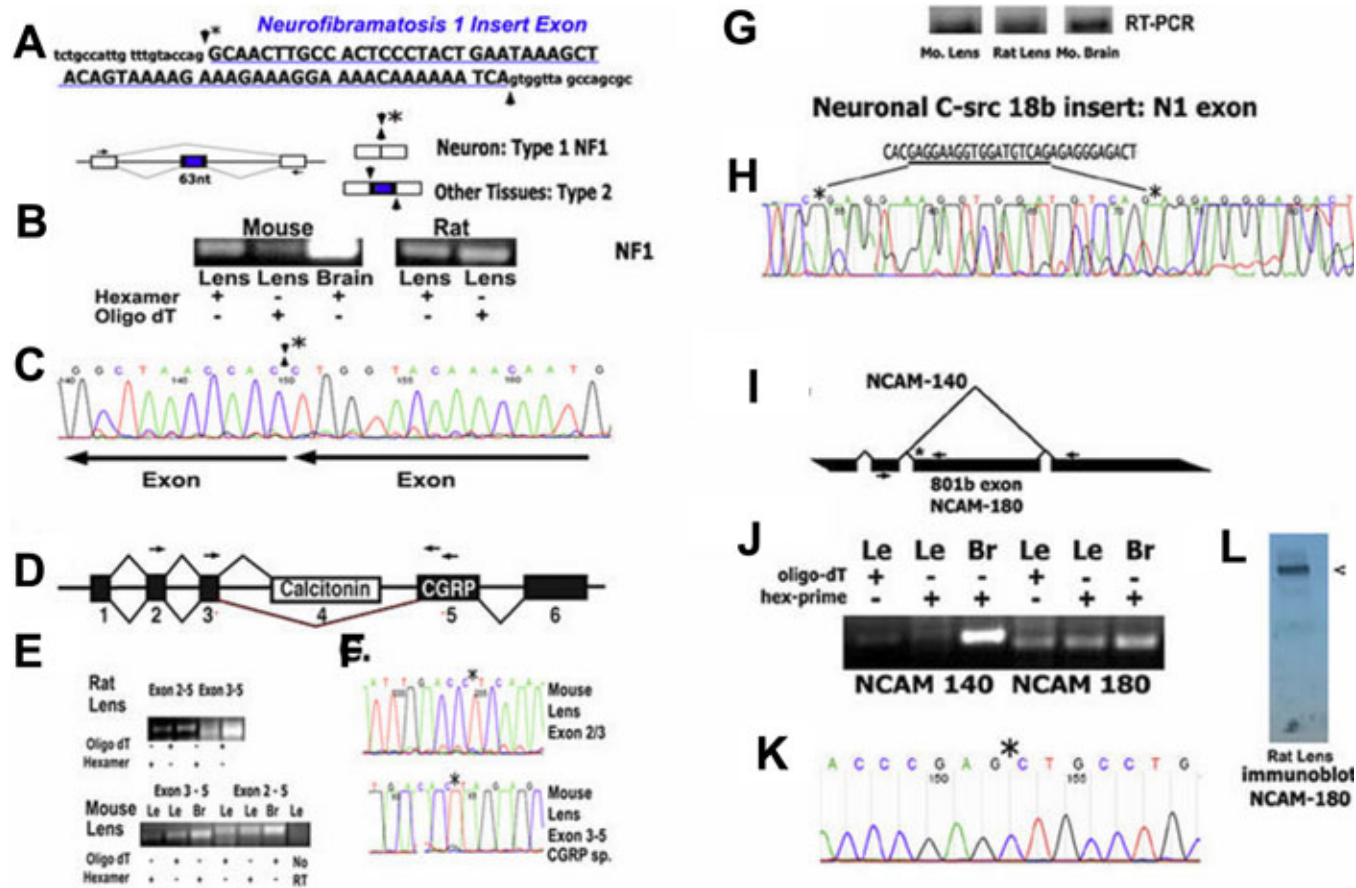 A
Neurofibramatosis 1 Insert Exon
tctgccattg tttgtaccag GCAACTTGCC ACTCCCTACT GAATAAAGCT
ACAGTAAAAG AAAGAAAGGA AAACAAAAAA TCAgtggtta gccagcgc
*
*
63nt
Neuron: Type 1 NF1
Other Tissues: Type 2
B
Mouse Rat
NF1
Lens Lens Brain Lens Lens
Hexamer + - + + -
Oligo dT - + - - +
C
*
G G C T A A C C A C C T G G T A C A A A C A A T G
140 150 155 160
Exon Exon
D
Calcitonin CGRP
1 2 3 4 5 6
E
Rat
Lens
Exon 2-5 Exon 3-5
Oligo dT - + - +
Hexamer + - + -
Exon 3 - 5 Exon 2 - 5
Mouse
Lens
Le Le Br Le Le Br Le
Oligo dT - + - + - + No
Hexamer + - + - + - RT
F.
*
A T T G A C C T C A A A
Mouse
Lens
Exon 2/3
*
T G A C A C T A G A G
Mouse
Lens
Exon 3-5
CGRP sp.
G
RT-PCR
Mo. Lens Rat Lens Mo. Brain
Neuronal C-src 18b insert: N1 exon
CACGAGGAAGGTGGATGTCAGAGAGGGAGACT
H
* *
I
NCAM-140
*
801b exon
NCAM-180
J
Le Le Br Le Le Br
oligo-dT + - - + - -
hex-prime - + + - + +
NCAM 140 NCAM 180
K
*
A C C C G A G C T G C C T G
150 155
L
<
Rat Lens
immunoblot
NCAM-180